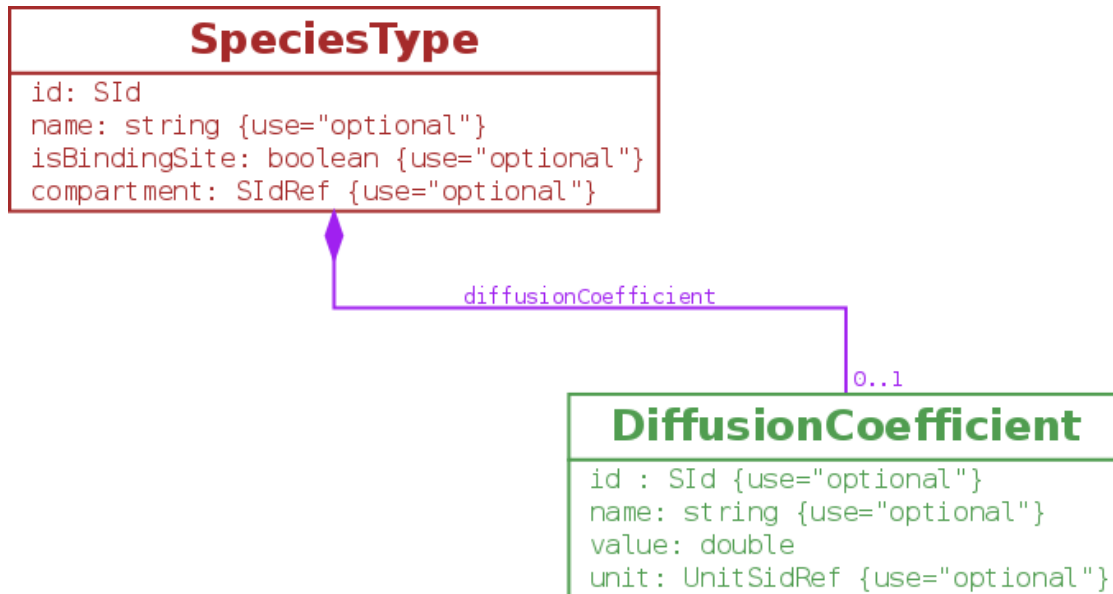 SpeciesType
id: SId
name: string {use="optional"}
isBindingSite: boolean {use="optional"}
compartment: SIdRef {use="optional"}
diffusionCoefficient
0..1
DiffusionCoefficient
id : SId {use="optional"}
name: string {use="optional"}
value: double
unit: UnitSidRef {use="optional"}